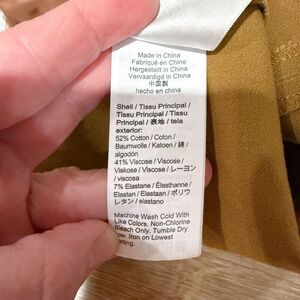 Made in China
Fabriqué en Chine
Hergestellt in China
Vervaardigd in China
中国製
hecho en china
Shell / Tissu Principal /
Tissu Principal / Tissu
Principal / 表地 / tela
exterior:
52% Cotton / Coton /
Baumwolle / Katoen / 綿 /
algodón
41% Viscose / Viscose /
Viskose / Viscose / レーヨン
/ viscosa
7% Elastane / Élasthanne /
Elastan / Elastaan / ポリウ
レタン / elastano
Machine Wash Cold With
Like Colors, Non-Chlorine
Bleach Only. Tumble Dry
Low. Iron on Lowest
Setting.